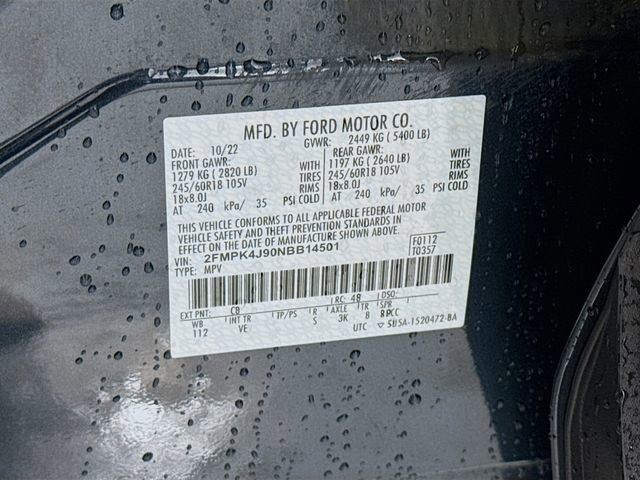 MFD. BY FORD MOTOR CO.
DATE: 10/22 GVWR: 2449 KG ( 5400 LB)
FRONT GAWR: REAR GAWR:
1279 KG ( 2820 LB) WITH 1197 KG ( 2640 LB) WITH
245/60R18 105V TIRES 245/60R18 105V TIRES
18x8.0J RIMS 18x8.0J RIMS
AT 240 kPa/ 35 PSI COLD AT 240 kPa/ 35 PSI COLD
THIS VEHICLE CONFORMS TO ALL APPLICABLE FEDERAL MOTOR
VEHICLE SAFETY AND THEFT PREVENTION STANDARDS
IN EFFECT ON THE DATE OF MANUFACTURE SHOWN ABOVE.
VIN: 2FMPK4J90NBB14501 F0112
TYPE: MPV T0357
EXT PNT: C8 RC: 48 DSO:
WB INT TR TP/PS R AXLE TR SPR
112 VE S 3K 8 8PCC
UTC ▽ SU5A-1520472-BA